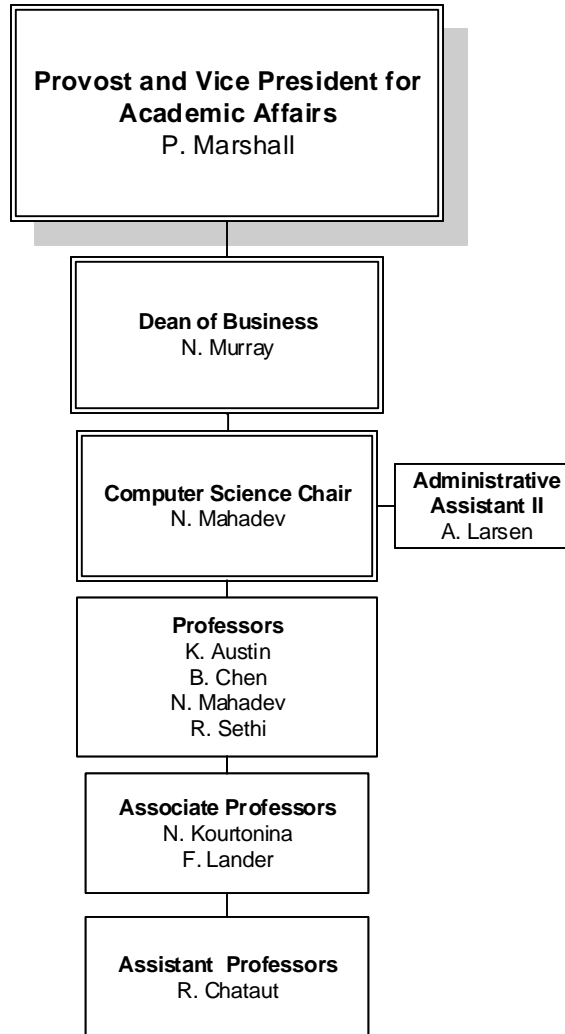 Provost and Vice President for
Academic Affairs
P. Marshall
Dean of Business
N. Murray
Computer Science Chair
N. Mahadev
Administrative
Assistant II
A. Larsen
Professors
K. Austin
B. Chen
N. Mahadev
R. Sethi
Associate Professors
N. Kourtonina
F. Lander
Assistant Professors
R. Chataut